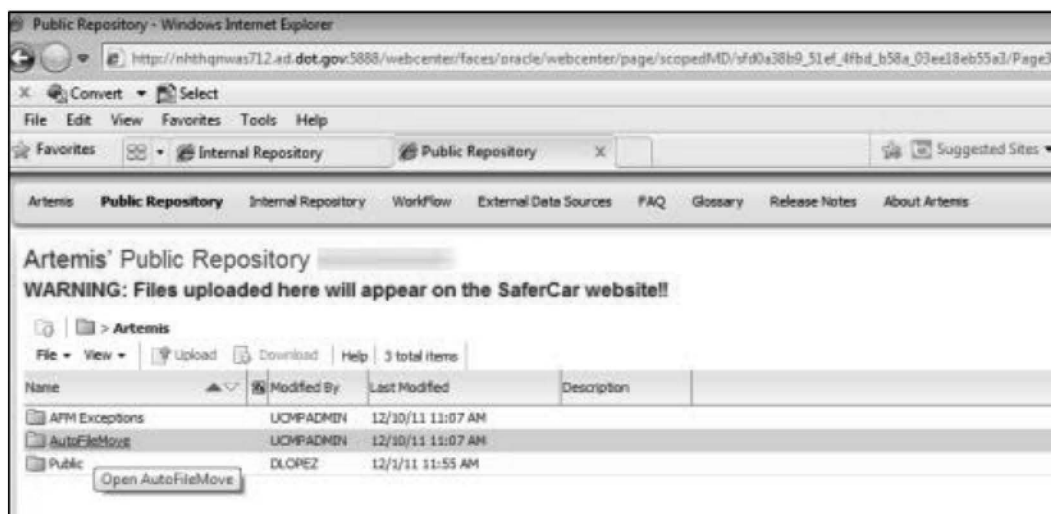 Public Repository - Windows Internet Explorer
http://nhthqnwas712.ad.dot.gov:5888/webcenter/faces/oracle/webcenter/page/scopedMD/sfd0a38b9_51ef_4fbd_b58a_03ee18eb55a3/Page3
x Convert Select
File Edit View Favorites Tools Help
Favorites Internal Repository Public Repository X Suggested Sites
Artemis Public Repository Internal Repository WorkFlow External Data Sources FAQ Glossary Release Notes About Artemis
Artemis' Public Repository
WARNING: Files uploaded here will appear on the SaferCar website!!
> Artemis
File View Upload Download Help 3 total items
Name Modified By Last Modified Description
AFM Exceptions UCMPADMIN 12/10/11 11:07 AM
AutoFileMove UCMPADMIN 12/10/11 11:07 AM
Public DLOPEZ 12/1/11 11:55 AM
Open AutoFileMove